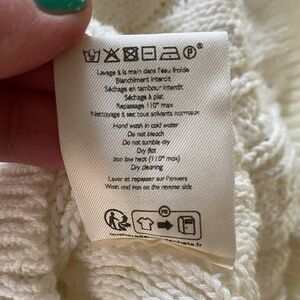 Lavage à la main dans l'eau froide
Blanchiment interdit
Séchage en tambour interdit
Séchage à plat
Repassage 110° max
Nettoyage à sec tous solvants normaux
Hand wash in cold water
Do not bleach
Do not tumble dry
Dry flat
Iron low heat (110° max)
Dry cleaning
Laver et repasser sur l'envers
Wash and iron on the reverse side
FR